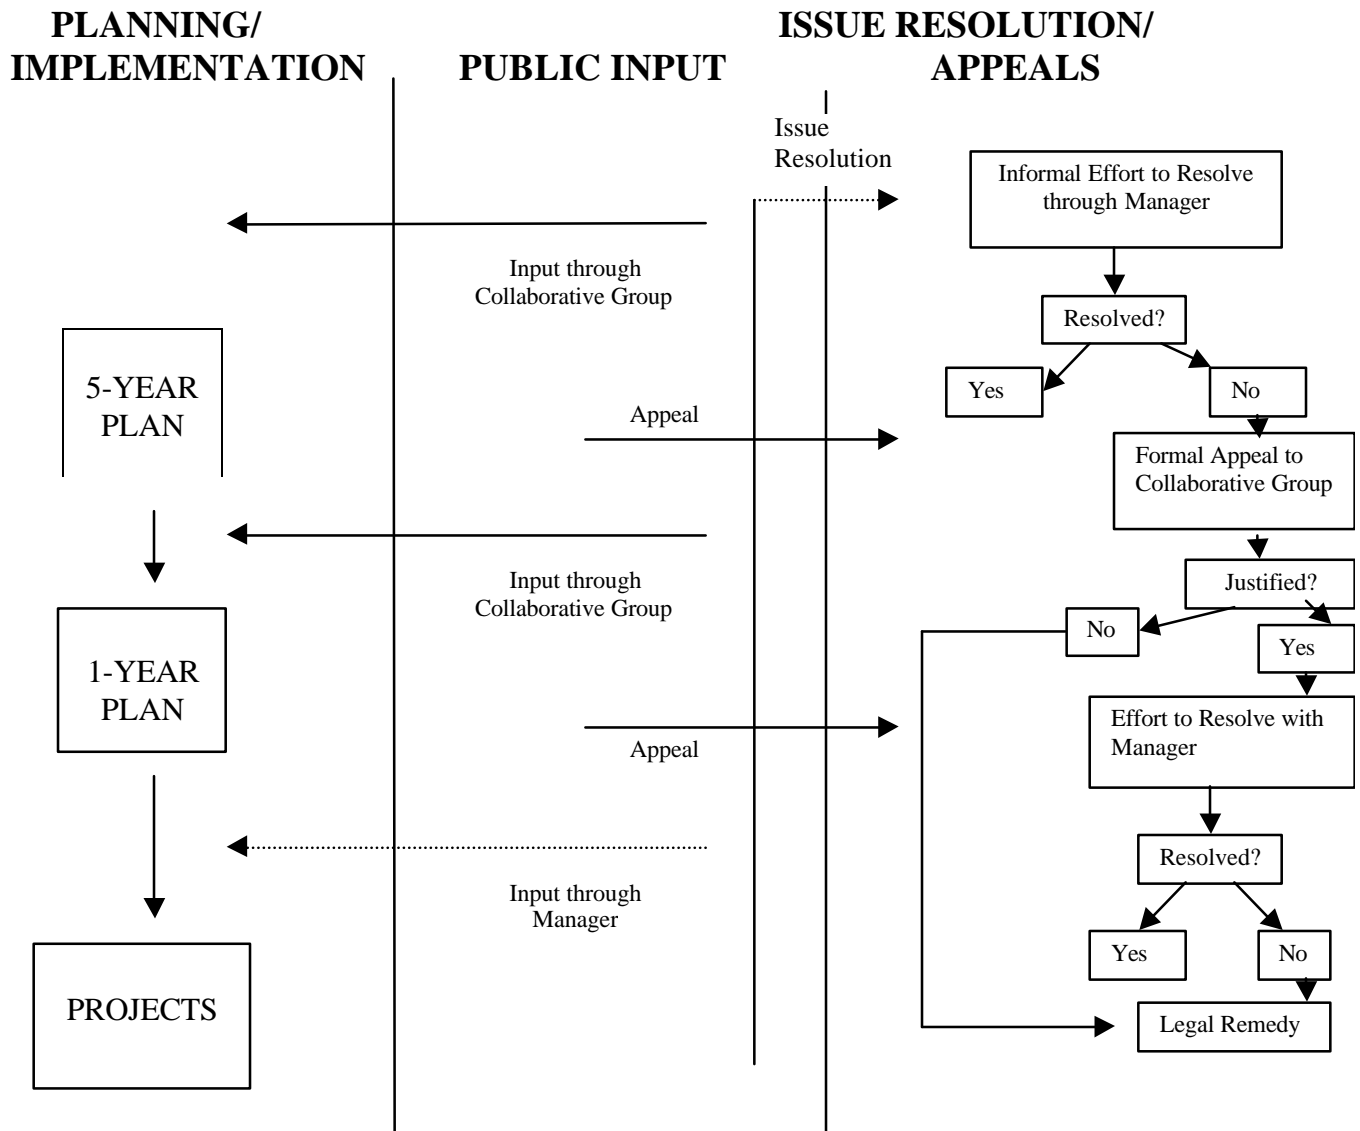 PLANNING/
IMPLEMENTATION
PUBLIC INPUT
ISSUE RESOLUTION/
APPEALS
Issue
Resolution
Informal Effort to Resolve
through Manager
Input through
Collaborative Group
Resolved?
5-YEAR
PLAN
Yes
No
Appeal
Formal Appeal to
Collaborative Group
Input through
Collaborative Group
Justified?
No
Yes
1-YEAR
PLAN
Appeal
Effort to Resolve with
Manager
Resolved?
Input through
Manager
Yes
No
PROJECTS
Legal Remedy